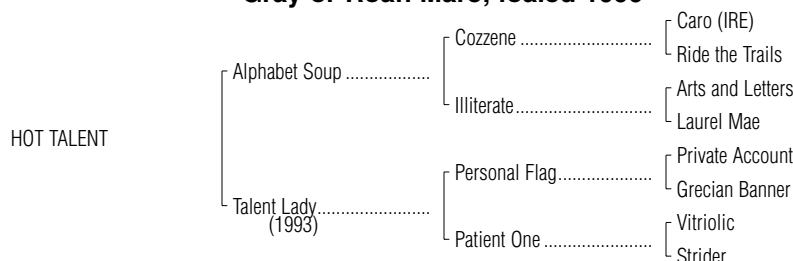 Caro (IRE)
Cozzene ..............................
Ride the Trails
Alphabet Soup ...................
Arts and Letters
Illiterate...............................
Laurel Mae
HOT TALENT
Private Account
Personal Flag.....................
Grecian Banner
Talent Lady.........................
(1993)
Vitriolic
Patient One ........................
Strider